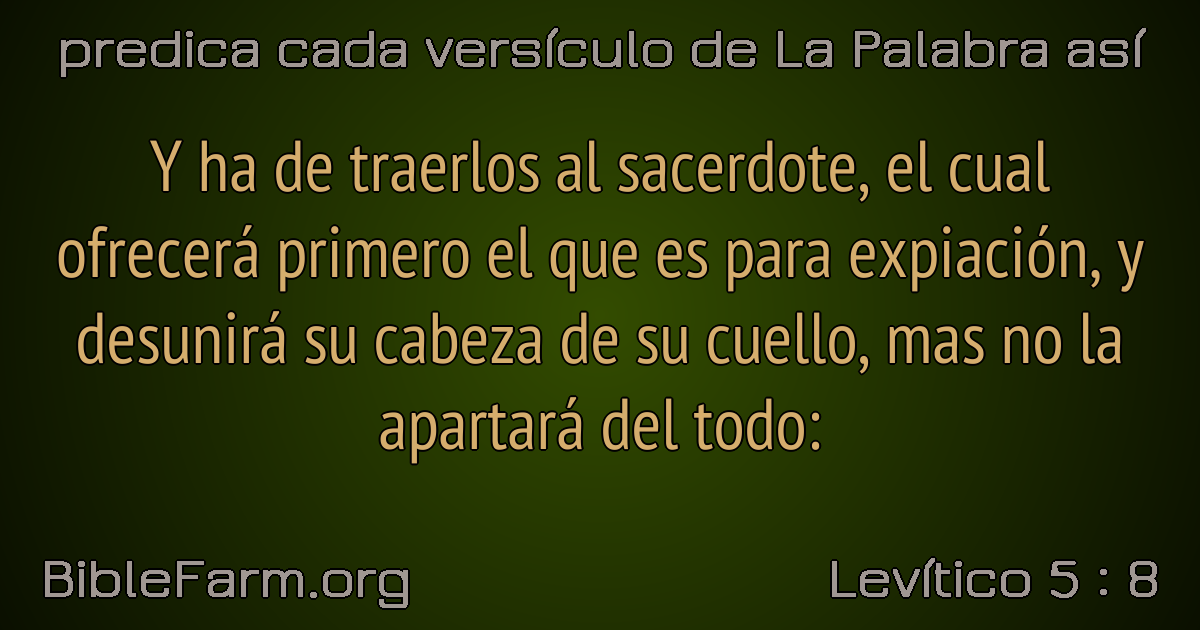 predica cada versículo de La Palabra así
Y ha de traerlos al sacerdote, el cual
ofrecerá primero el que es para expiación, y
desunirá su cabeza de su cuello, mas no la
apartará del todo:
BibleFarm.org
Levítico 5 : 8